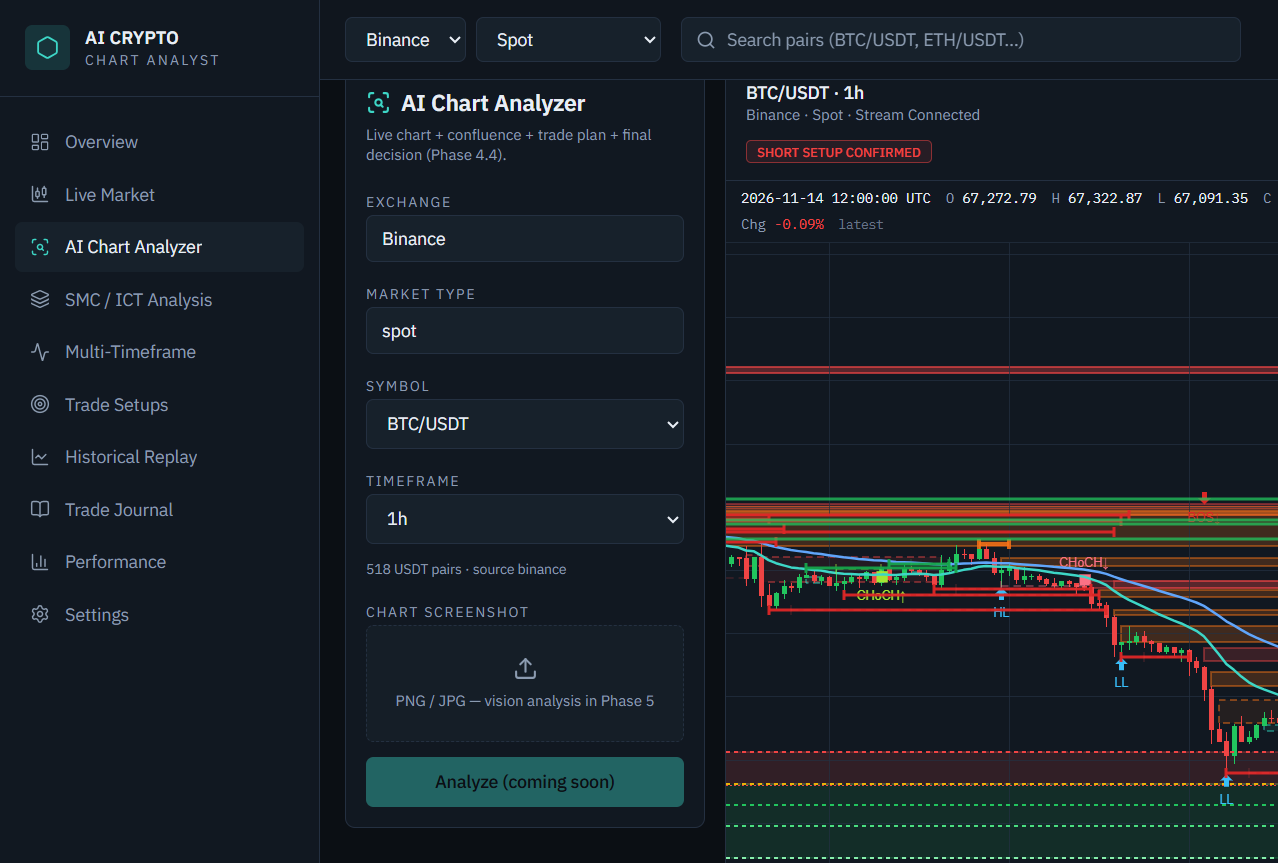 AI CRYPTO
CHART ANALYST
Overview
Live Market
AI Chart Analyzer
SMC / ICT Analysis
Multi-Timeframe
Trade Setups
Historical Replay
Trade Journal
Performance
Settings
Binance
Spot
Search pairs (BTC/USDT, ETH/USDT...)
AI Chart Analyzer
Live chart + confluence + trade plan + final
decision (Phase 4.4).
EXCHANGE
Binance
MARKET TYPE
spot
SYMBOL
BTC/USDT
TIMEFRAME
1h
518 USDT pairs · source binance
CHART SCREENSHOT
PNG / JPG — vision analysis in Phase 5
Analyze (coming soon)
BTC/USDT · 1h
Binance · Spot · Stream Connected
SHORT SETUP CONFIRMED
2026-11-14 12:00:00 UTC O 67,272.79 H 67,322.87 L 67,091.35 C
Chg -0.09% latest
BOS↓
CHoCH↓
CHoCH↑
HL
LL
LL